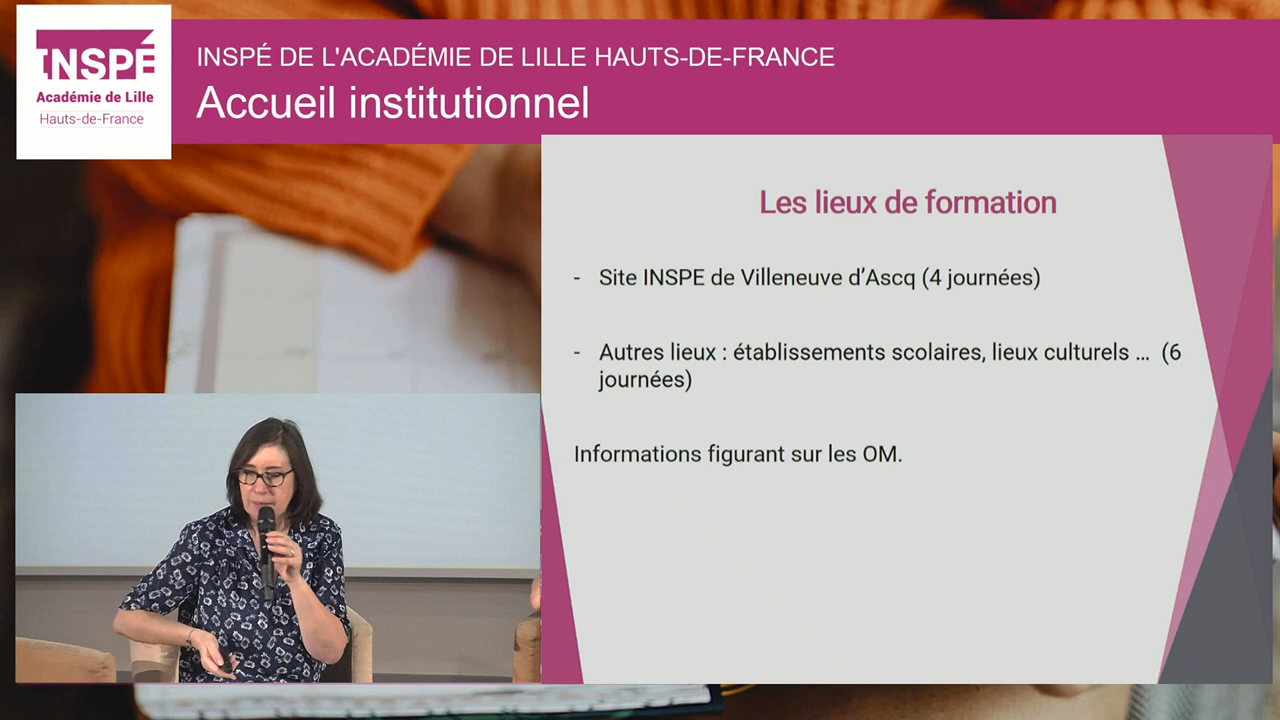 INSPÉ
Académie de Lille
Hauts-de-France
INSPÉ DE L'ACADÉMIE DE LILLE HAUTS-DE-FRANCE
Accueil institutionnel
Les lieux de formation
- Site INSPE de Villeneuve d’Ascq (4 journées)
- Autres lieux : établissements scolaires, lieux culturels ... (6
journées)
Informations figurant sur les OM.